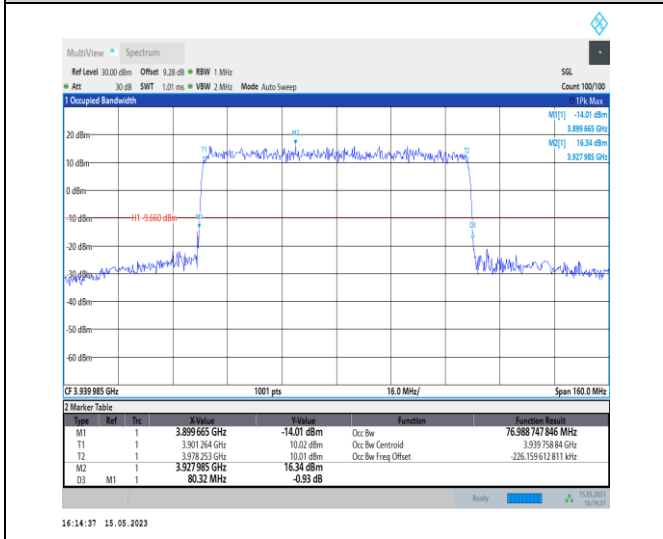 MultiView Spectrum
Ref Level 30.00 dBm Offset 9.28 dB RBW 1 MHz SGL
Att 30 dB SWT 1.01 ms VBW 2 MHz Mode Auto Sweep Count 100/100
1 Occupied Bandwidth 1Pk Max
M1[1] -14.01 dBm
3.899 665 GHz
M2[1] 16.34 dBm
3.927 985 GHz
20 dBm
M2
T1 T2
10 dBm
0 dBm
-10 dBm H1 -9.660 dBm M1
D3
-20 dBm
-30 dBm
-40 dBm
-50 dBm
-60 dBm
CF 3.939 985 GHz 1001 pts 16.0 MHz/ Span 160.0 MHz
2 Marker Table
Type Ref Trc X-Value Y-Value Function Function Result
M1 1 3.899 665 GHz -14.01 dBm Occ Bw 76.988 747 846 MHz
T1 1 3.901 264 GHz 10.02 dBm Occ Bw Centroid 3.939 758 84 GHz
T2 1 3.978 253 GHz 10.01 dBm Occ Bw Freq Offset -226.159 612 811 kHz
M2 1 3.927 985 GHz 16.34 dBm
D3 M1 1 80.32 MHz -0.93 dB
Ready 15.05.2023
16:14:37
16:14:37 15.05.2023